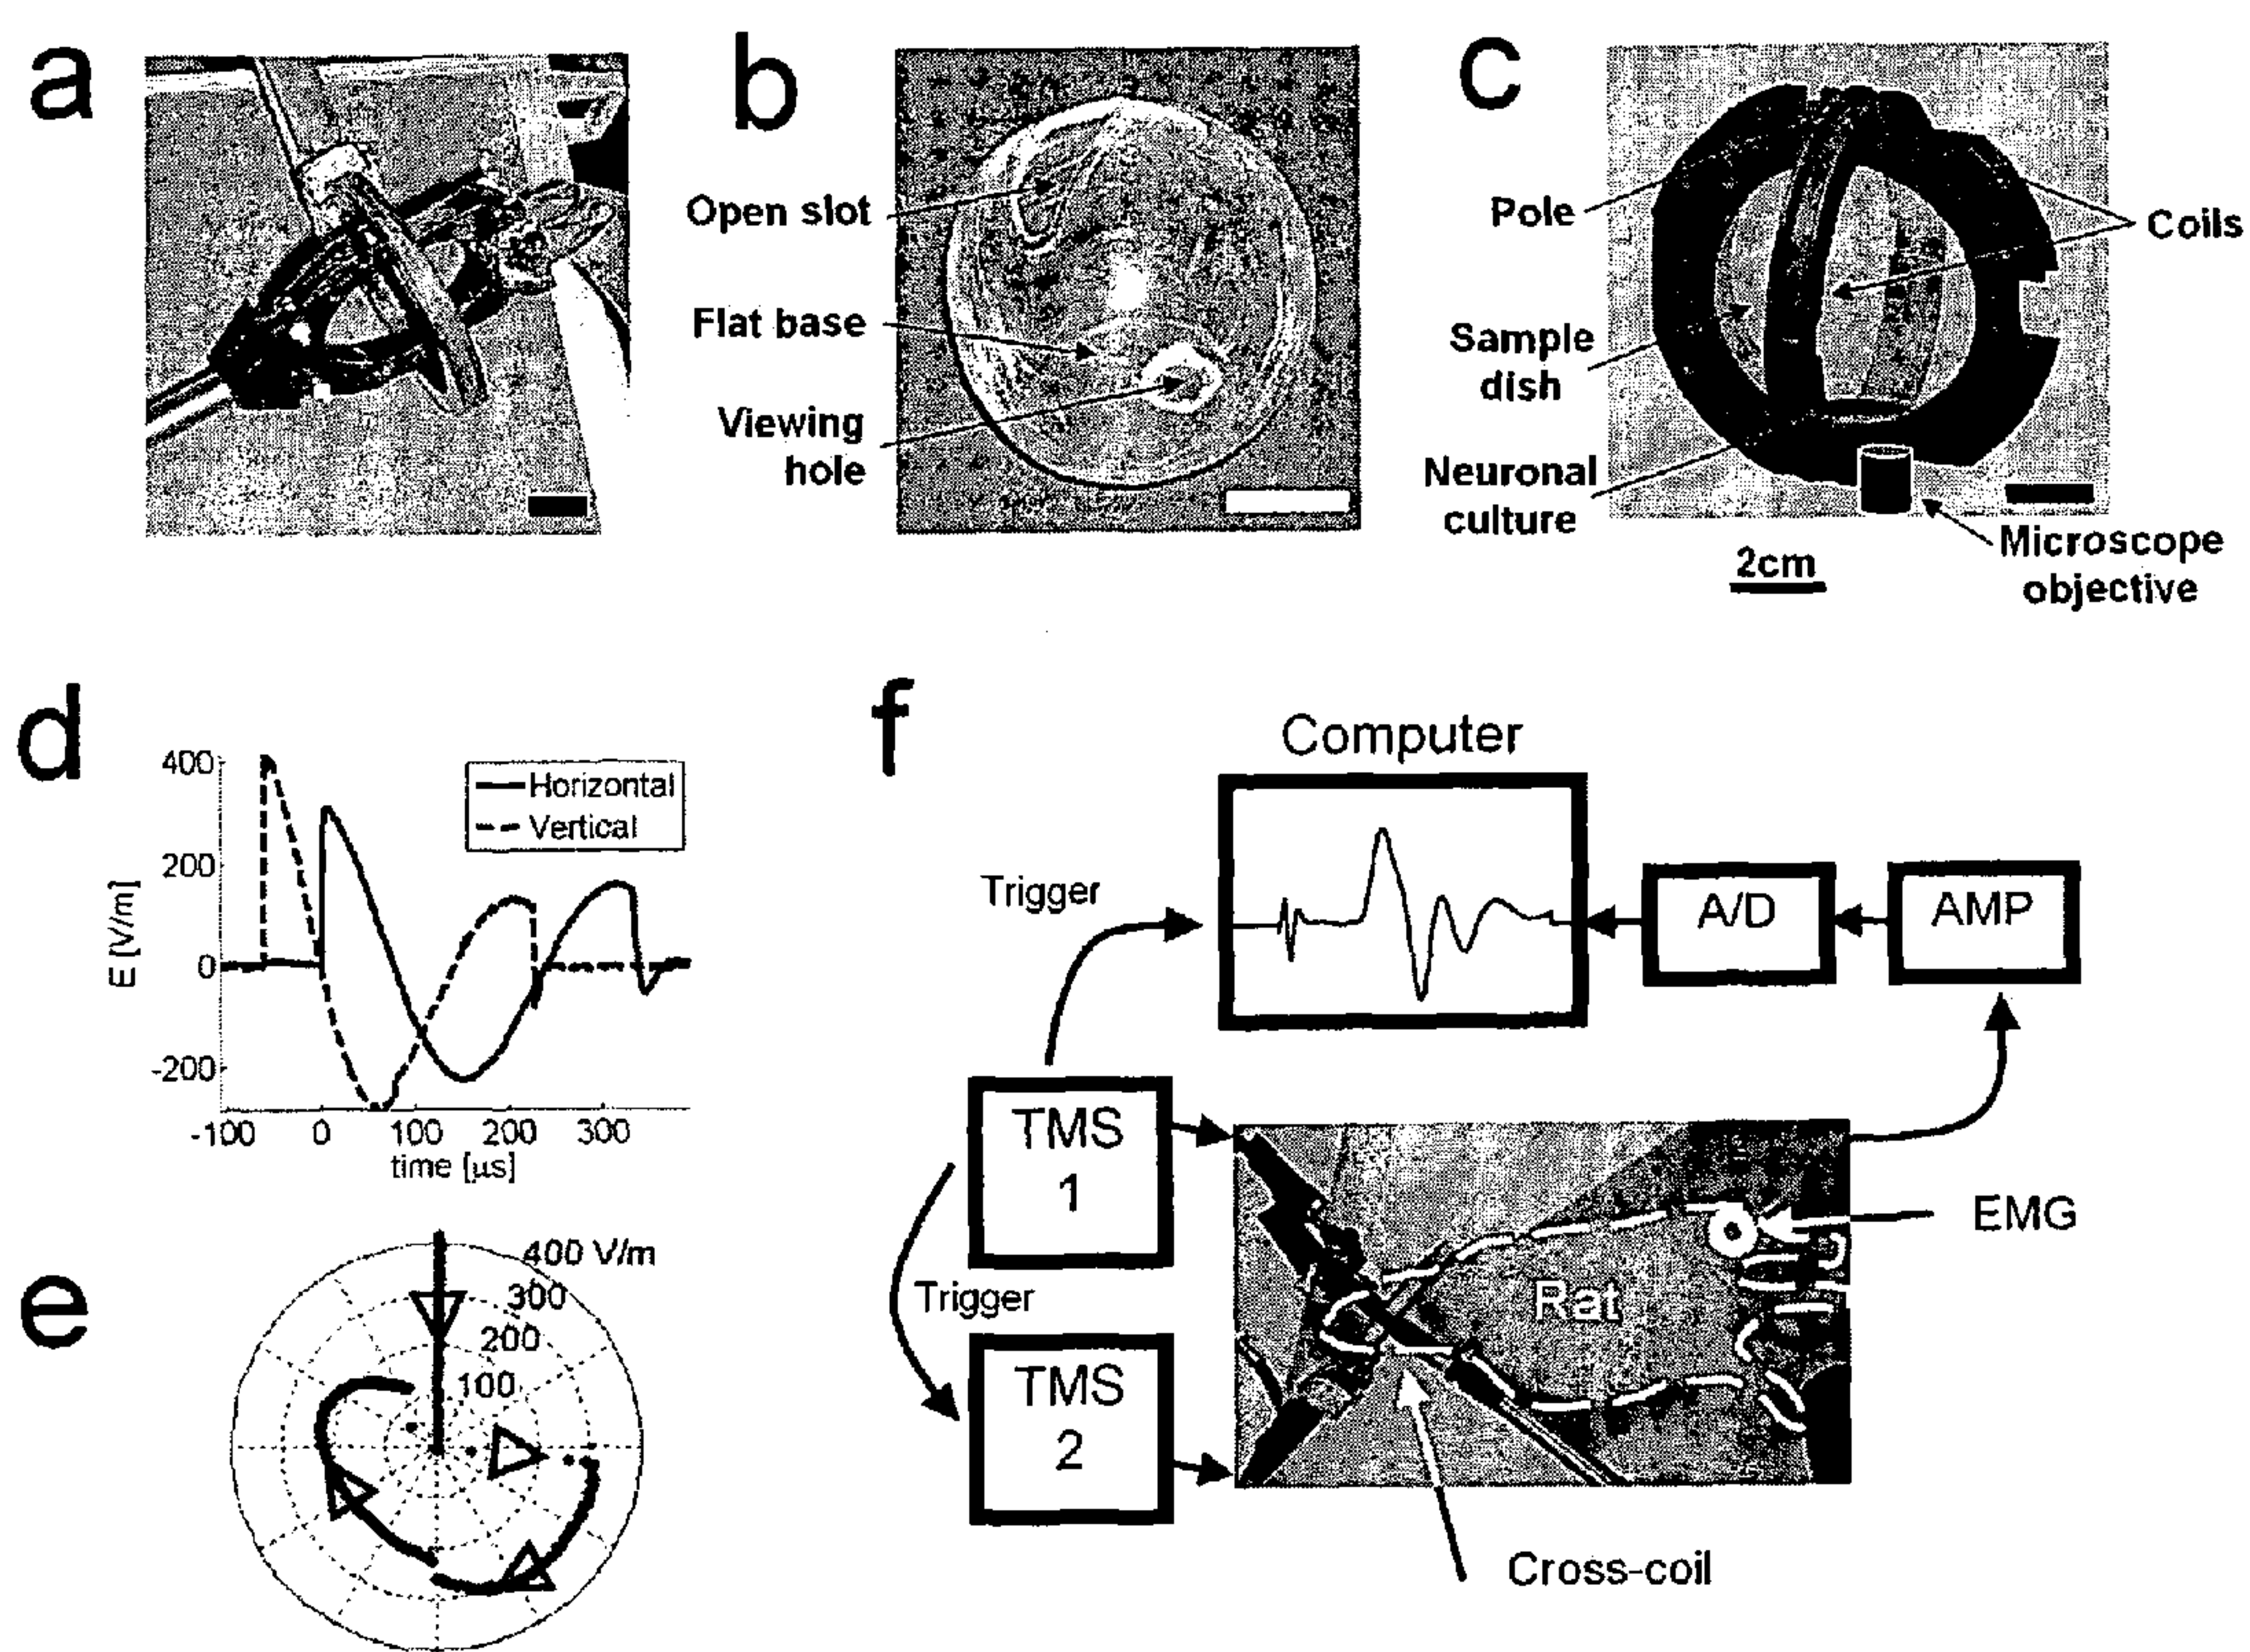 a
b
Open slot
Flat base
Viewing
hole
c
Pole
Coils
Sample
dish
Neuronal
culture
Microscope
objective
2cm
d
400
200
0
-200
E [V/m]
Horizontal
Vertical
-100 0 100 200 300
time [µs]
e
400 V/m
300
200
100
f
Computer
Trigger
A/D
AMP
TMS
1
Trigger
TMS
2
Rat
EMG
Cross-coil